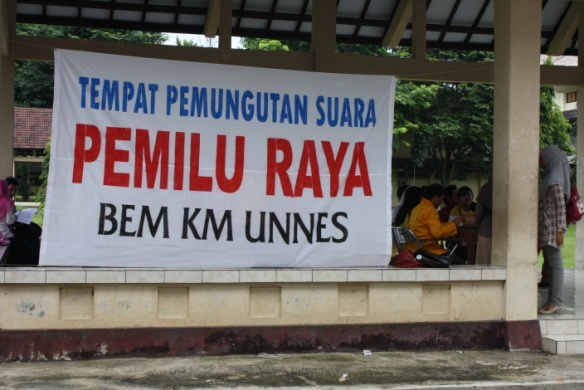 TEMPAT PEMUNGUTAN SUARA
PEMILU RAYA
BEM KM UNNES